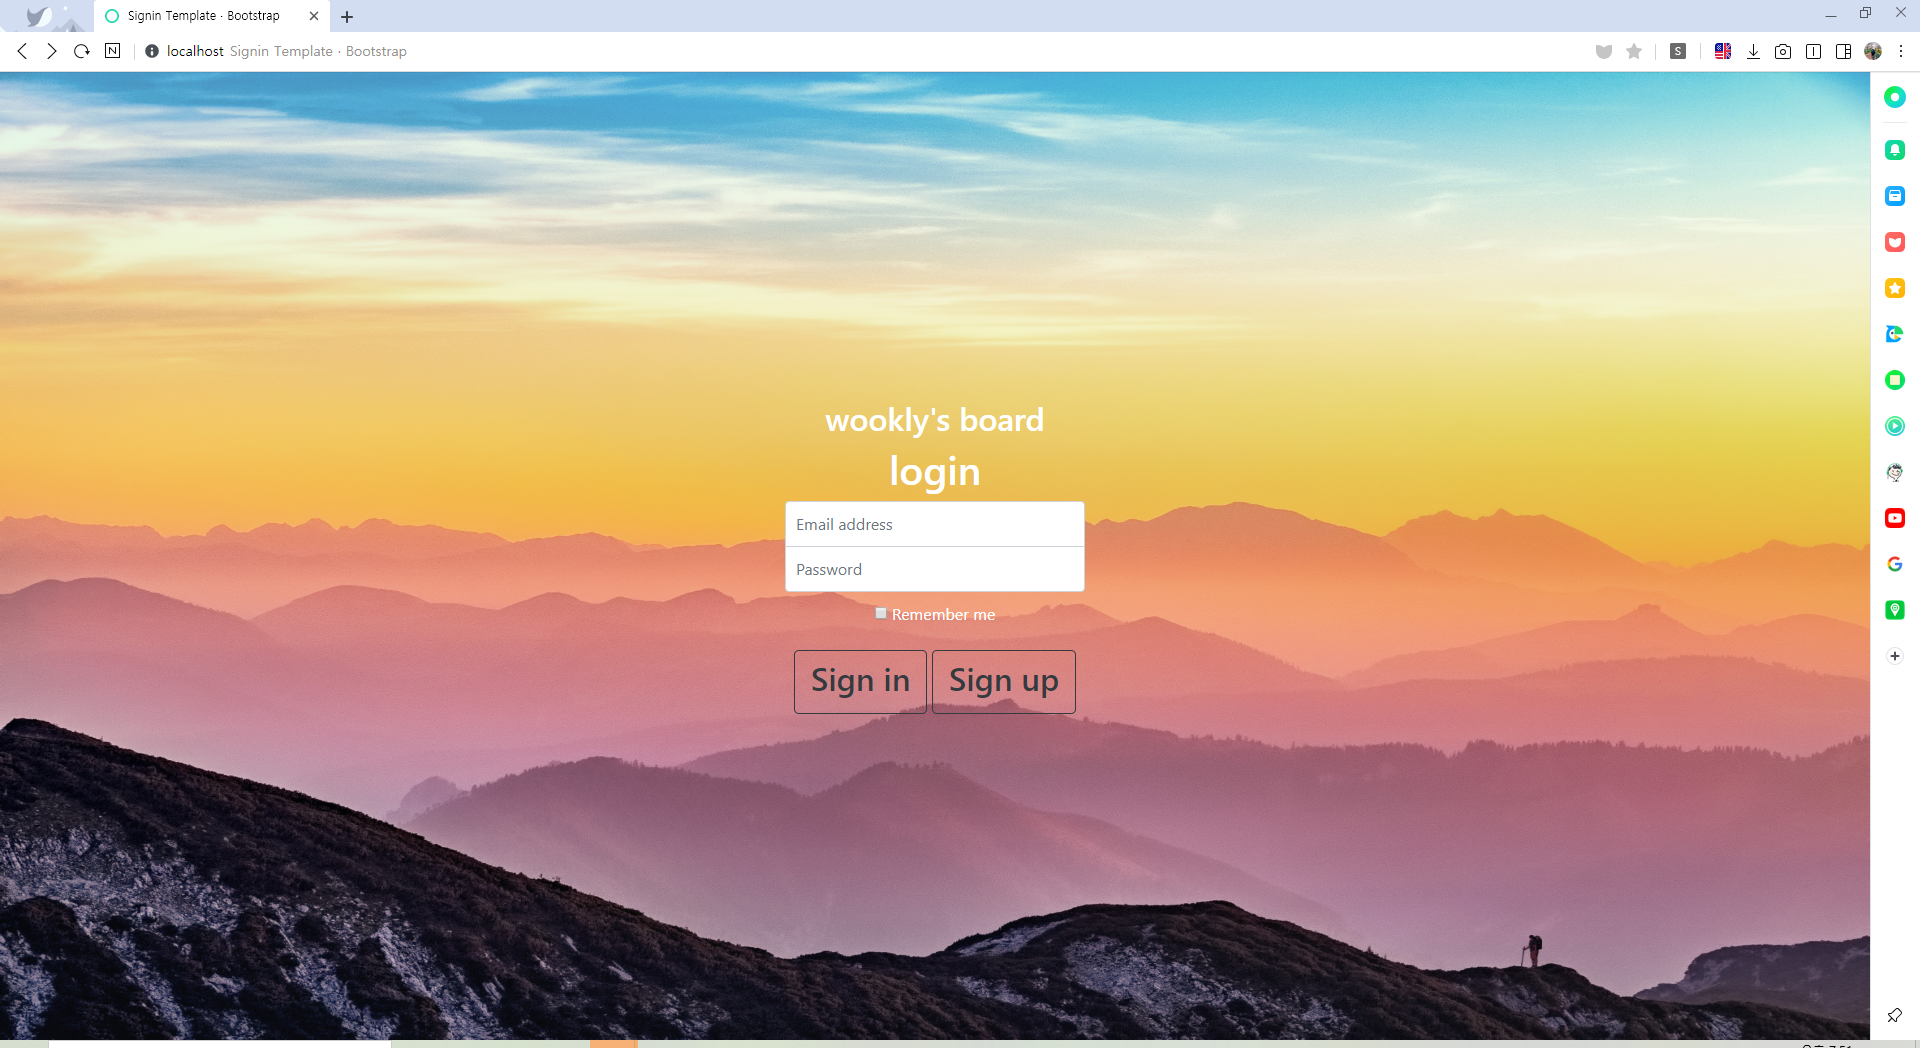 Signin Template · Bootstrap
N
localhost Signin Template · Bootstrap
S
wookly's board
login
Email address
Password
Remember me
Sign in
Sign up